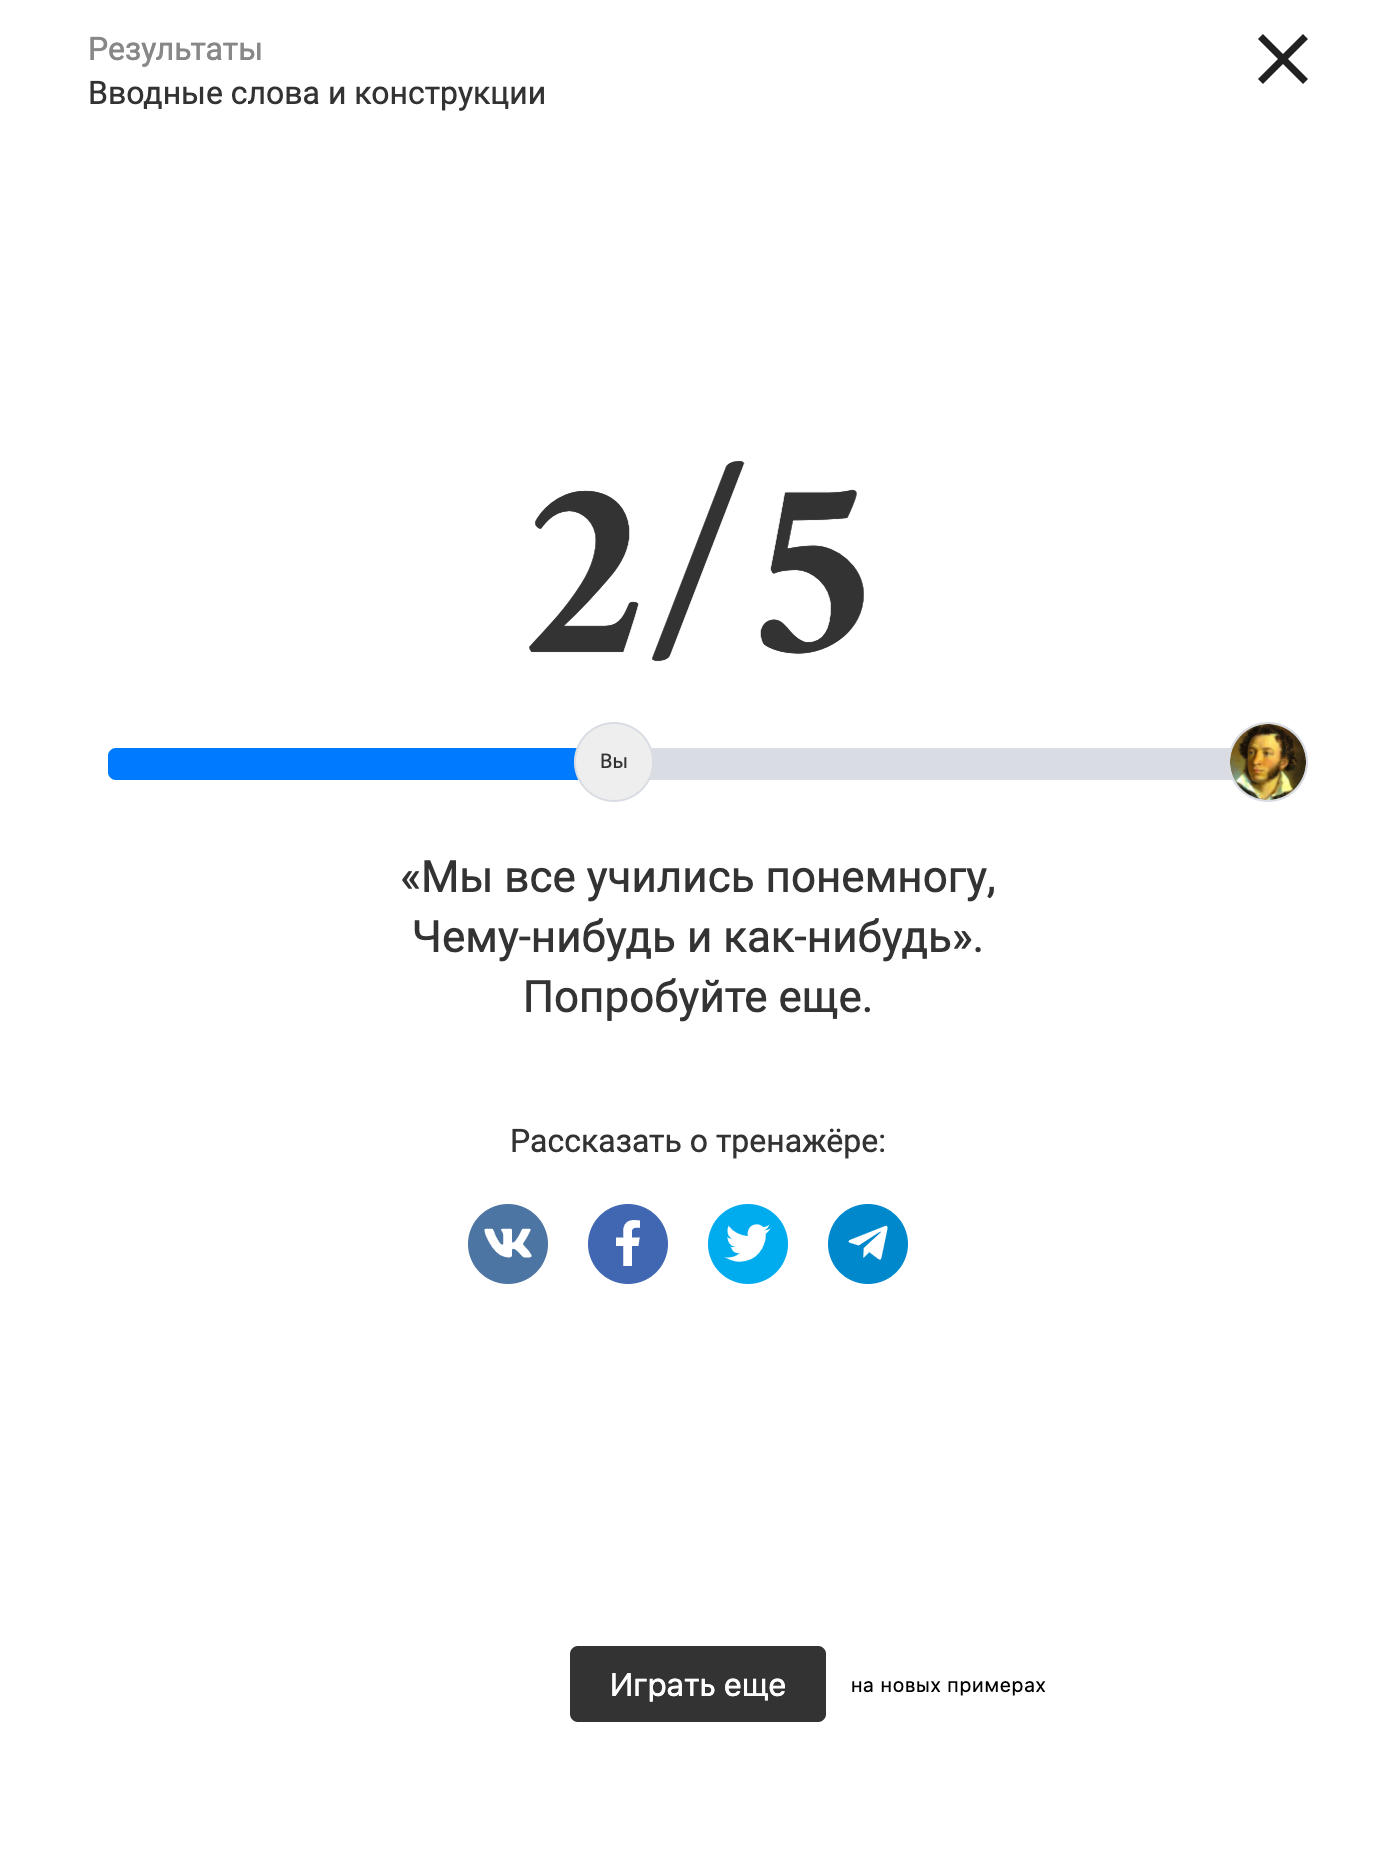 Результаты
Вводные слова и конструкции
2/5
Вы
«Мы все учились понемногу,
Чему-нибудь и как-нибудь».
Попробуйте еще.
Рассказать о тренажёре:
Играть еще
на новых примерах